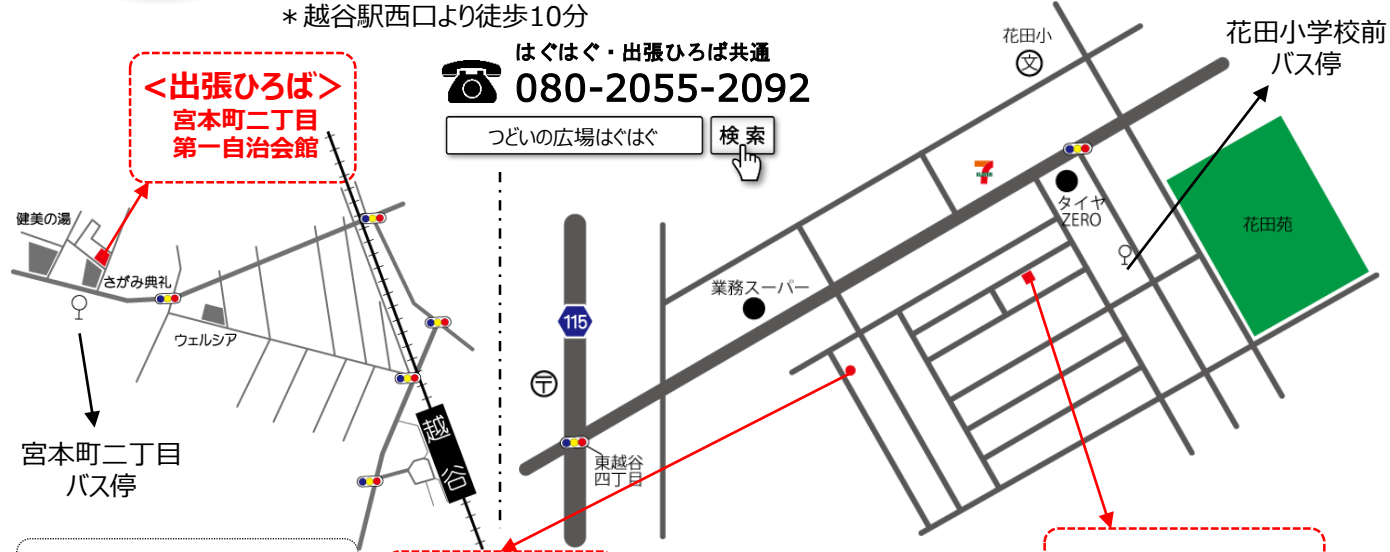 ＊越谷駅西口より徒歩10分
はぐはぐ・出張ひろば共通
080-2055-2092
つどいの広場はぐはぐ
検索
＜出張ひろば＞
宮本町二丁目
第一自治会館
健美の湯
さがみ典礼
ウェルシア
宮本町二丁目
バス停
越谷
115
〒
東越谷
四丁目
業務スーパー
花田小
文
7
タイヤ
ZERO
花田小学校前
バス停
花田苑